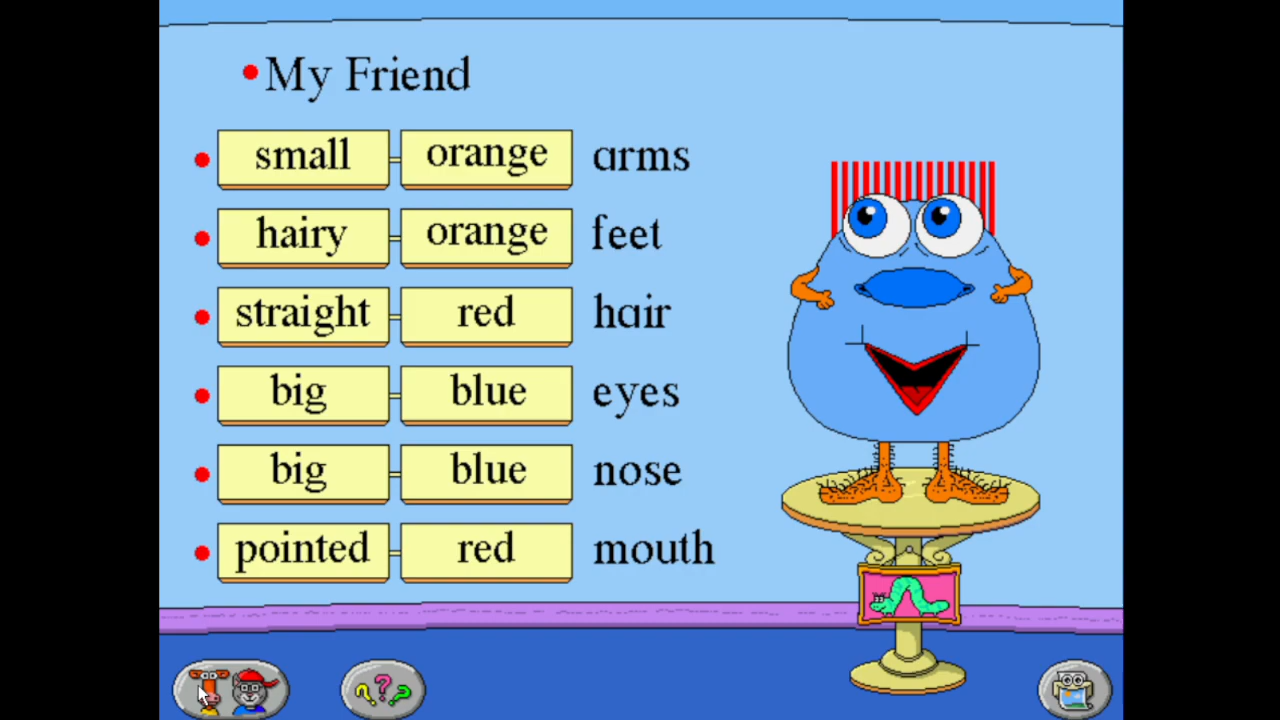 My Friend
small orange arms
hairy orange feet
straight red hair
big blue eyes
big blue nose
pointed red mouth
???